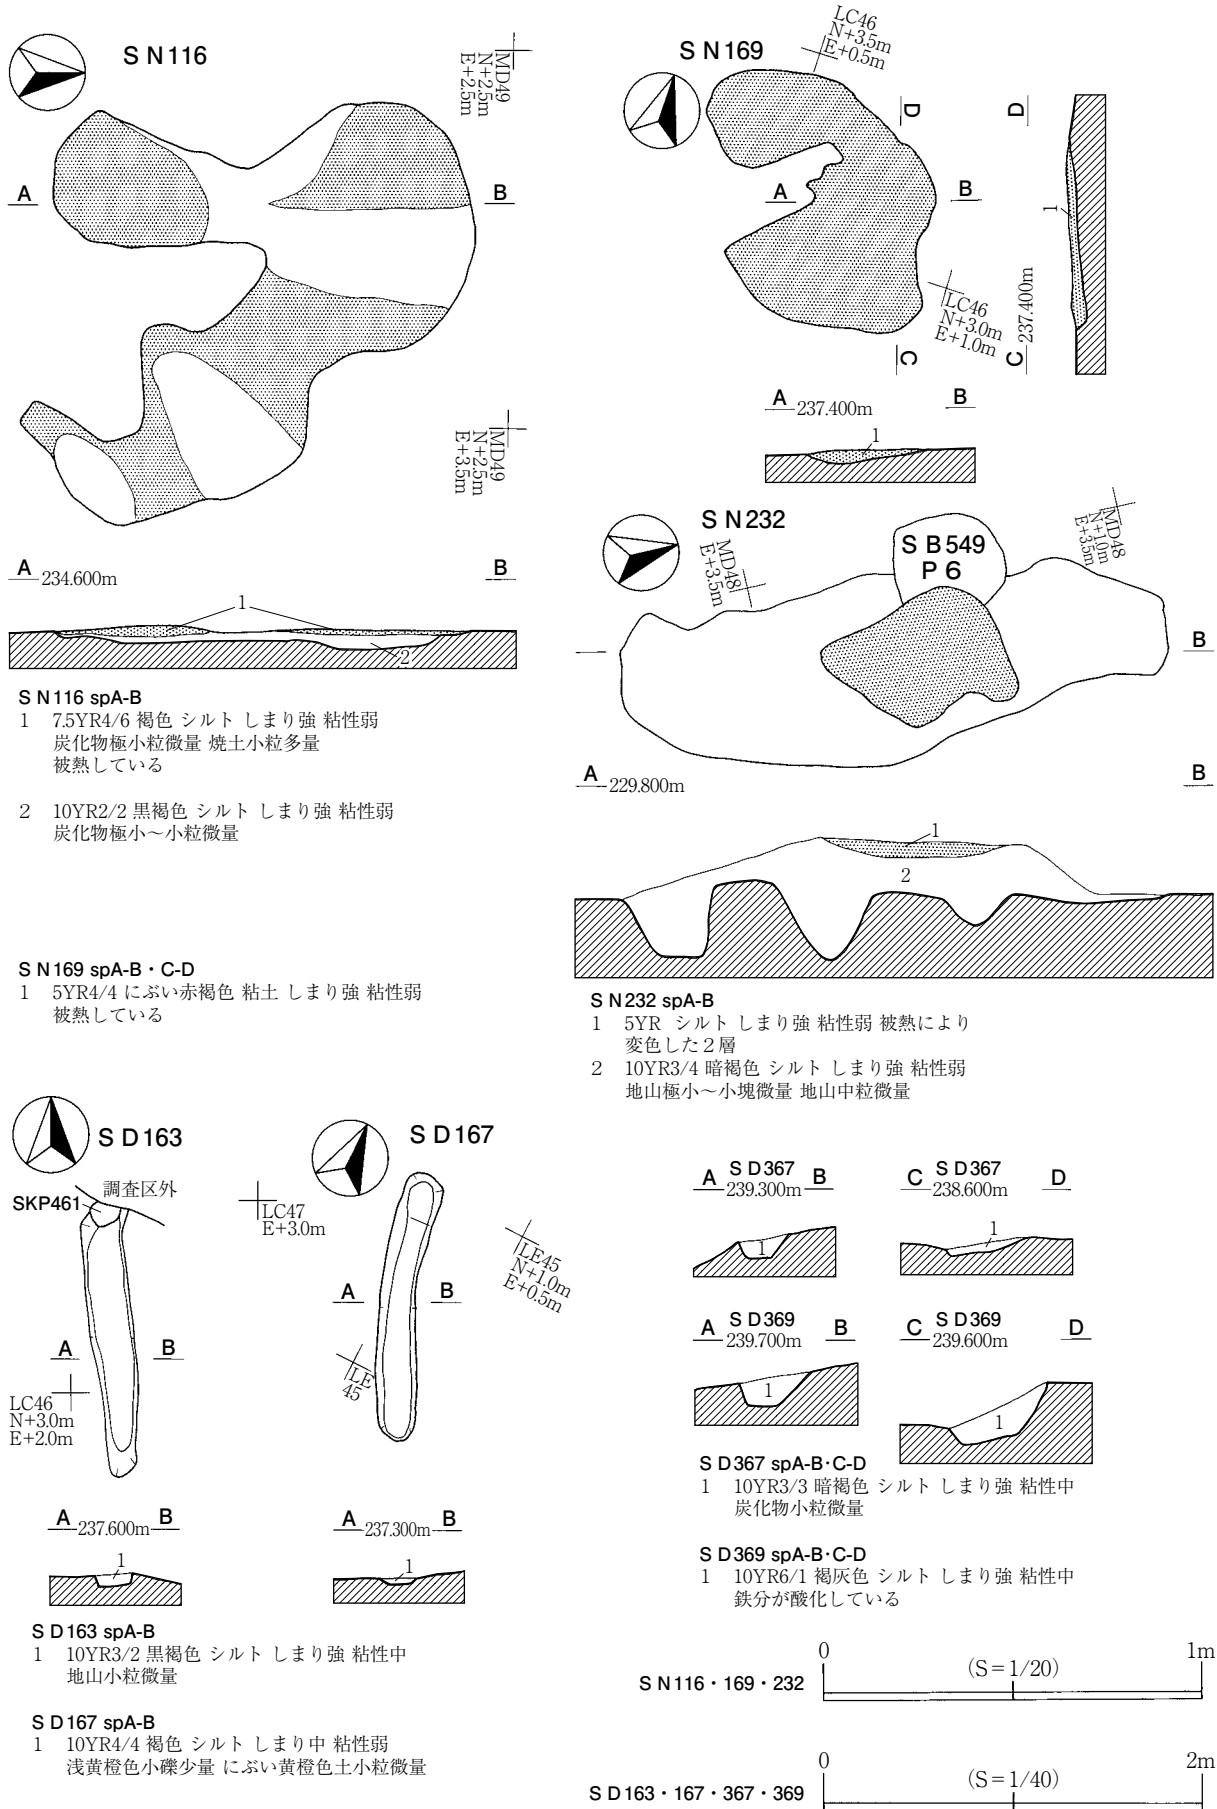 S N116
MD49
N+2.5m
E+2.5m
A
B
MD49
N+2.5m
E+3.5m
A 234.600m
B
1
2
S N116 spA-B
1 7.5YR4/6 褐色 シルト しまり強 粘性弱
炭化物極小粒微量 焼土小粒多量
被熱している
2 10YR2/2 黒褐色 シルト しまり強 粘性弱
炭化物極小～小粒微量
S N169
LC46
N+3.5m
E+0.5m
D
D
A
B
1
LC46
N+3.0m
E+1.0m
C
C 237.400m
A 237.400m
B
1
S N169 spA-B・C-D
1 5YR4/4 にぶい赤褐色 粘土 しまり強 粘性弱
被熱している
S N232
MD48
E+3.5m
S B549
P 6
MD48
N+1.0m
E+3.5m
B
A 229.800m
B
1
2
S N232 spA-B
1 5YR シルト しまり強 粘性弱 被熱により
変色した２層
2 10YR3/4 暗褐色 シルト しまり強 粘性弱
地山極小～小塊微量 地山中粒微量
S D163
調査区外
SKP461
LC47
E+3.0m
A
B
LC46
N+3.0m
E+2.0m
A 237.600m B
1
S D167
LE45
N+1.0m
E+0.5m
A
B
LE
45
A 237.300m B
1
S D163 spA-B
1 10YR3/2 黒褐色 シルト しまり強 粘性中
地山小粒微量
S D167 spA-B
1 10YR4/4 褐色 シルト しまり中 粘性弱
浅黄橙色小礫少量 にぶい黄橙色土小粒微量
S D367
A 239.300m B
1
S D367
C 238.600m D
1
S D369
A 239.700m B
1
S D369
C 239.600m D
1
S D367 spA-B・C-D
1 10YR3/3 暗褐色 シルト しまり強 粘性中
炭化物小粒微量
S D369 spA-B・C-D
1 10YR6/1 褐灰色 シルト しまり強 粘性中
鉄分が酸化している
0
1m
(S=1/20)
S N116・169・232
0
2m
(S=1/40)
S D163・167・367・369